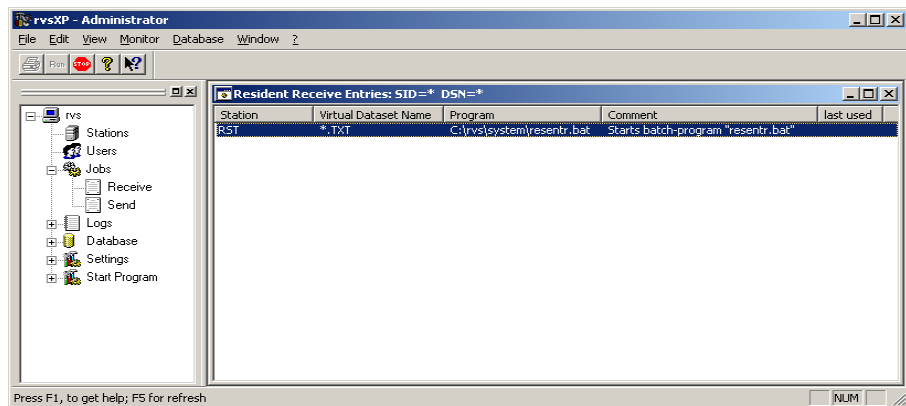 rvsXP - Administrator
File Edit View Monitor Database Window ?
Run STOP ? ?
rvs
Stations
Users
Jobs
Receive
Send
Logs
Database
Settings
Start Program
Resident Receive Entries: SID=* DSN=*
Station Virtual Dataset Name Program Comment last used
RST *.TXT C:\rvs\system\resentr.bat Starts batch-program "resentr.bat"
Press F1, to get help; F5 for refresh NUM